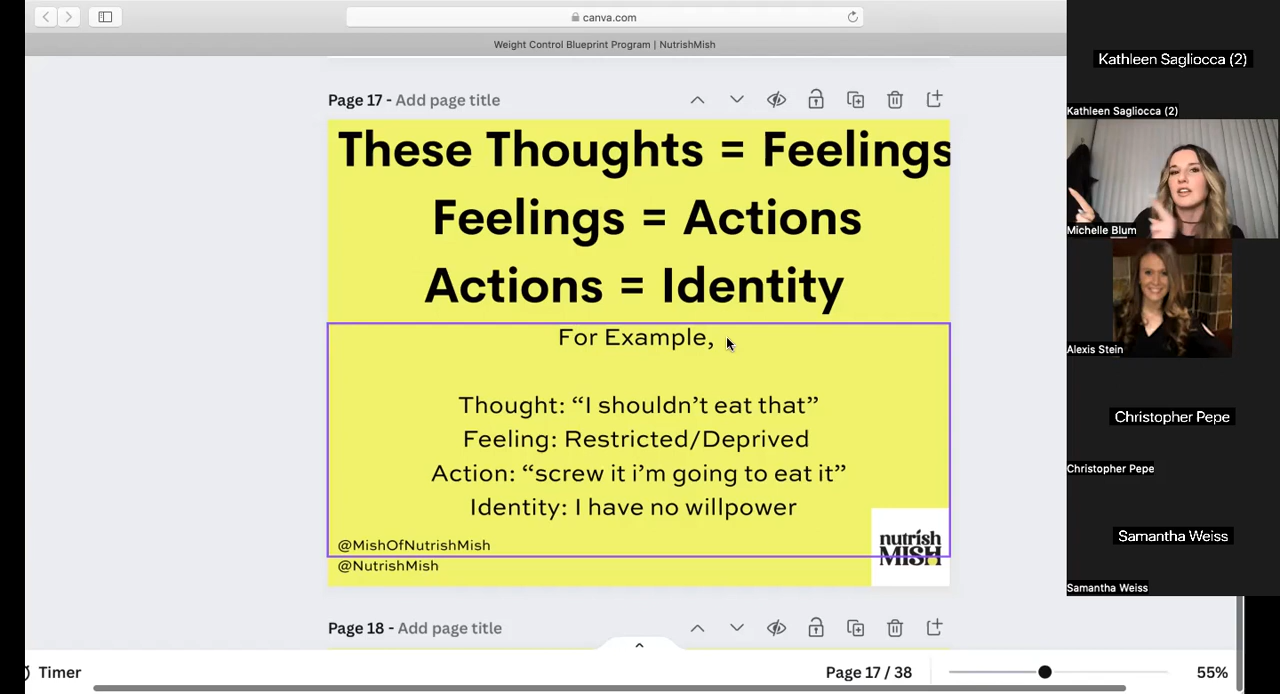 canva.com
Weight Control Blueprint Program | NutrishMish
Page 17 - Add page title
These Thoughts = Feelings
Feelings = Actions
Actions = Identity
For Example,
Thought: “I shouldn’t eat that”
Feeling: Restricted/Deprived
Action: “screw it i’m going to eat it”
Identity: I have no willpower
@MishOfNutrishMish
@NutrishMish
nutrish
MISH
Page 18 - Add page title
Timer
Page 17 / 38
55%
Kathleen Sagliocca (2)
Kathleen Sagliocca (2)
Michelle Blum
Alexis Stein
Christopher Pepe
Christopher Pepe
Samantha Weiss
Samantha Weiss